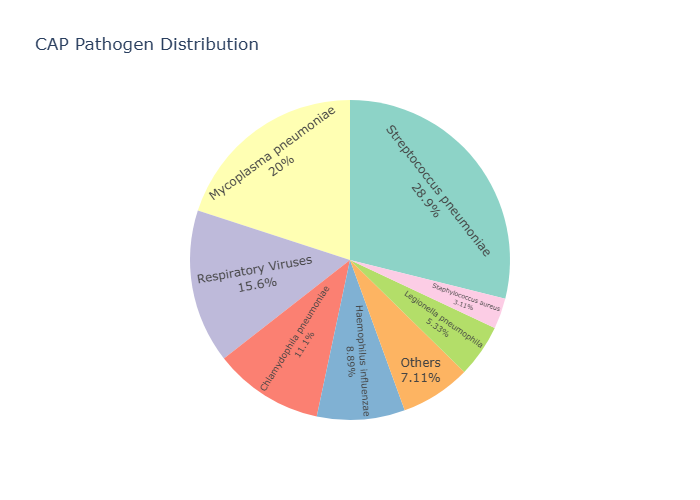 CAP Pathogen Distribution
Streptococcus pneumoniae
28.9%
Mycoplasma pneumoniae
20%
Respiratory Viruses
15.6%
Chlamydophila pneumoniae
11.1%
Haemophilus influenzae
8.89%
Others
7.11%
Legionella pneumophila
5.33%
Staphylococcus aureus
3.11%